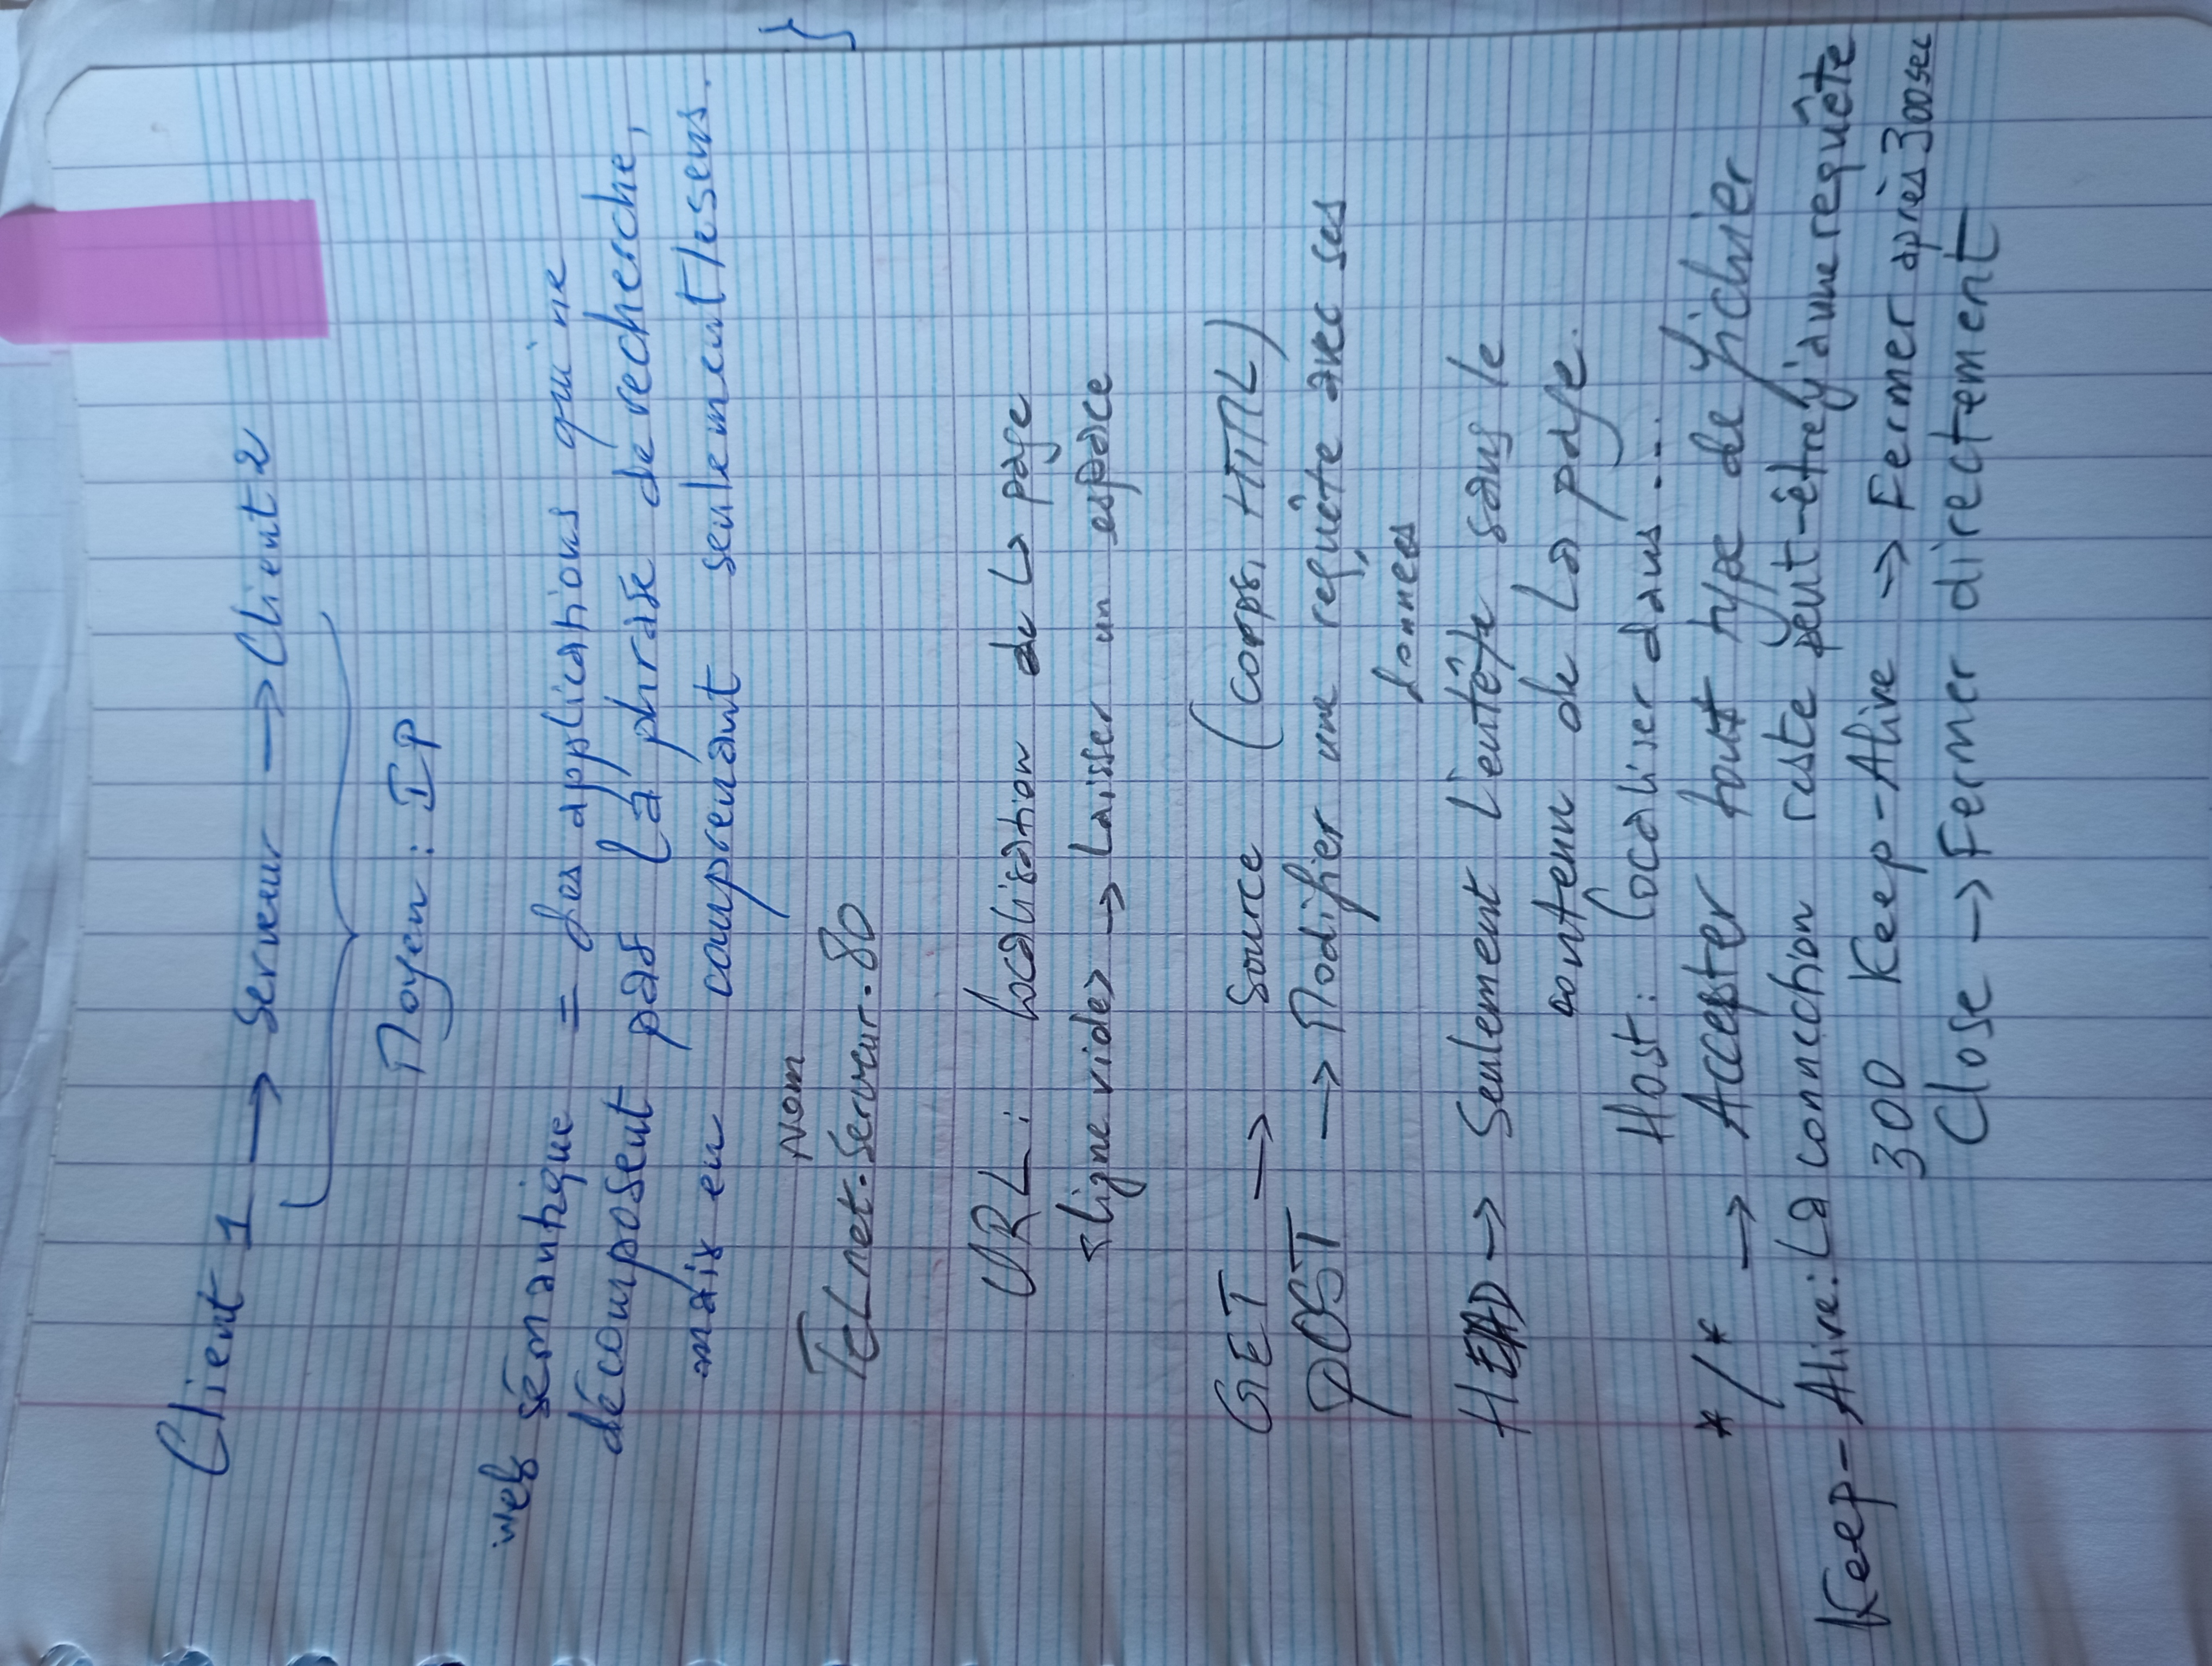 Client 1 → Serveur → Client 2
Moyen : IP
web sémantique = des applications qui ne
décomposent pas la phrase de recherche,
mais en comprenant seulement le sens.
Nom
TELnet. Serveur. 80
URL : localisation de la page
<ligne vide> → Laisser un espace
GET → Source (corps, HTML)
POST → Modifier une requête avec ses
données
HEAD → Seulement l'entête sans le
contenu de la page.
Host : localiser dans ...
*/* → Accepter tout type de fichier
Keep-Alive : La connection reste peut-être y'a une requête
300 Keep-Alive → Fermer après 300 sec
Close → Fermer directement